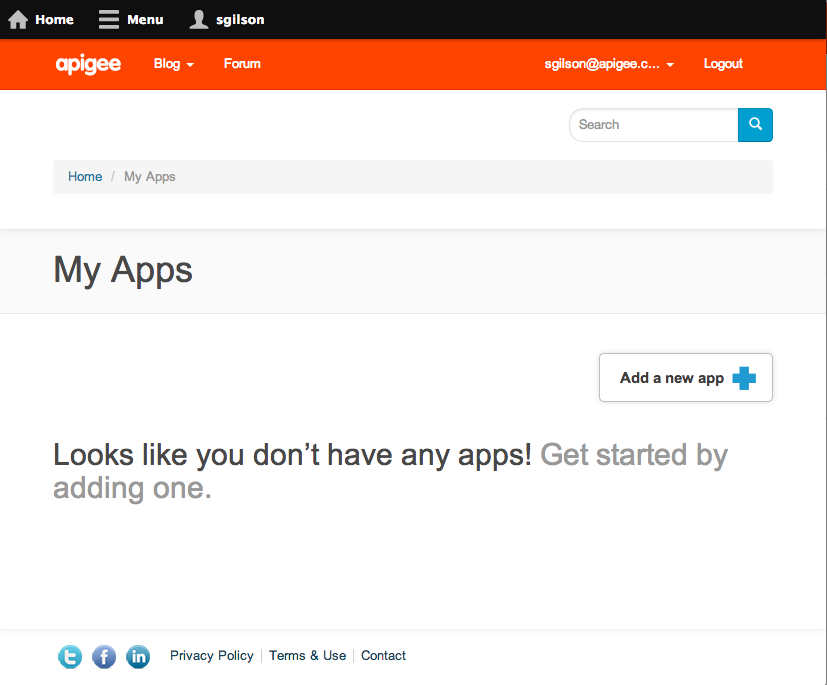 Home Menu sgilson
apigee Blog Forum sgilson@apigee.c... Logout
Search
Home / My Apps
My Apps
Add a new app
Looks like you don’t have any apps! Get started by
adding one.
t f in Privacy Policy Terms & Use Contact